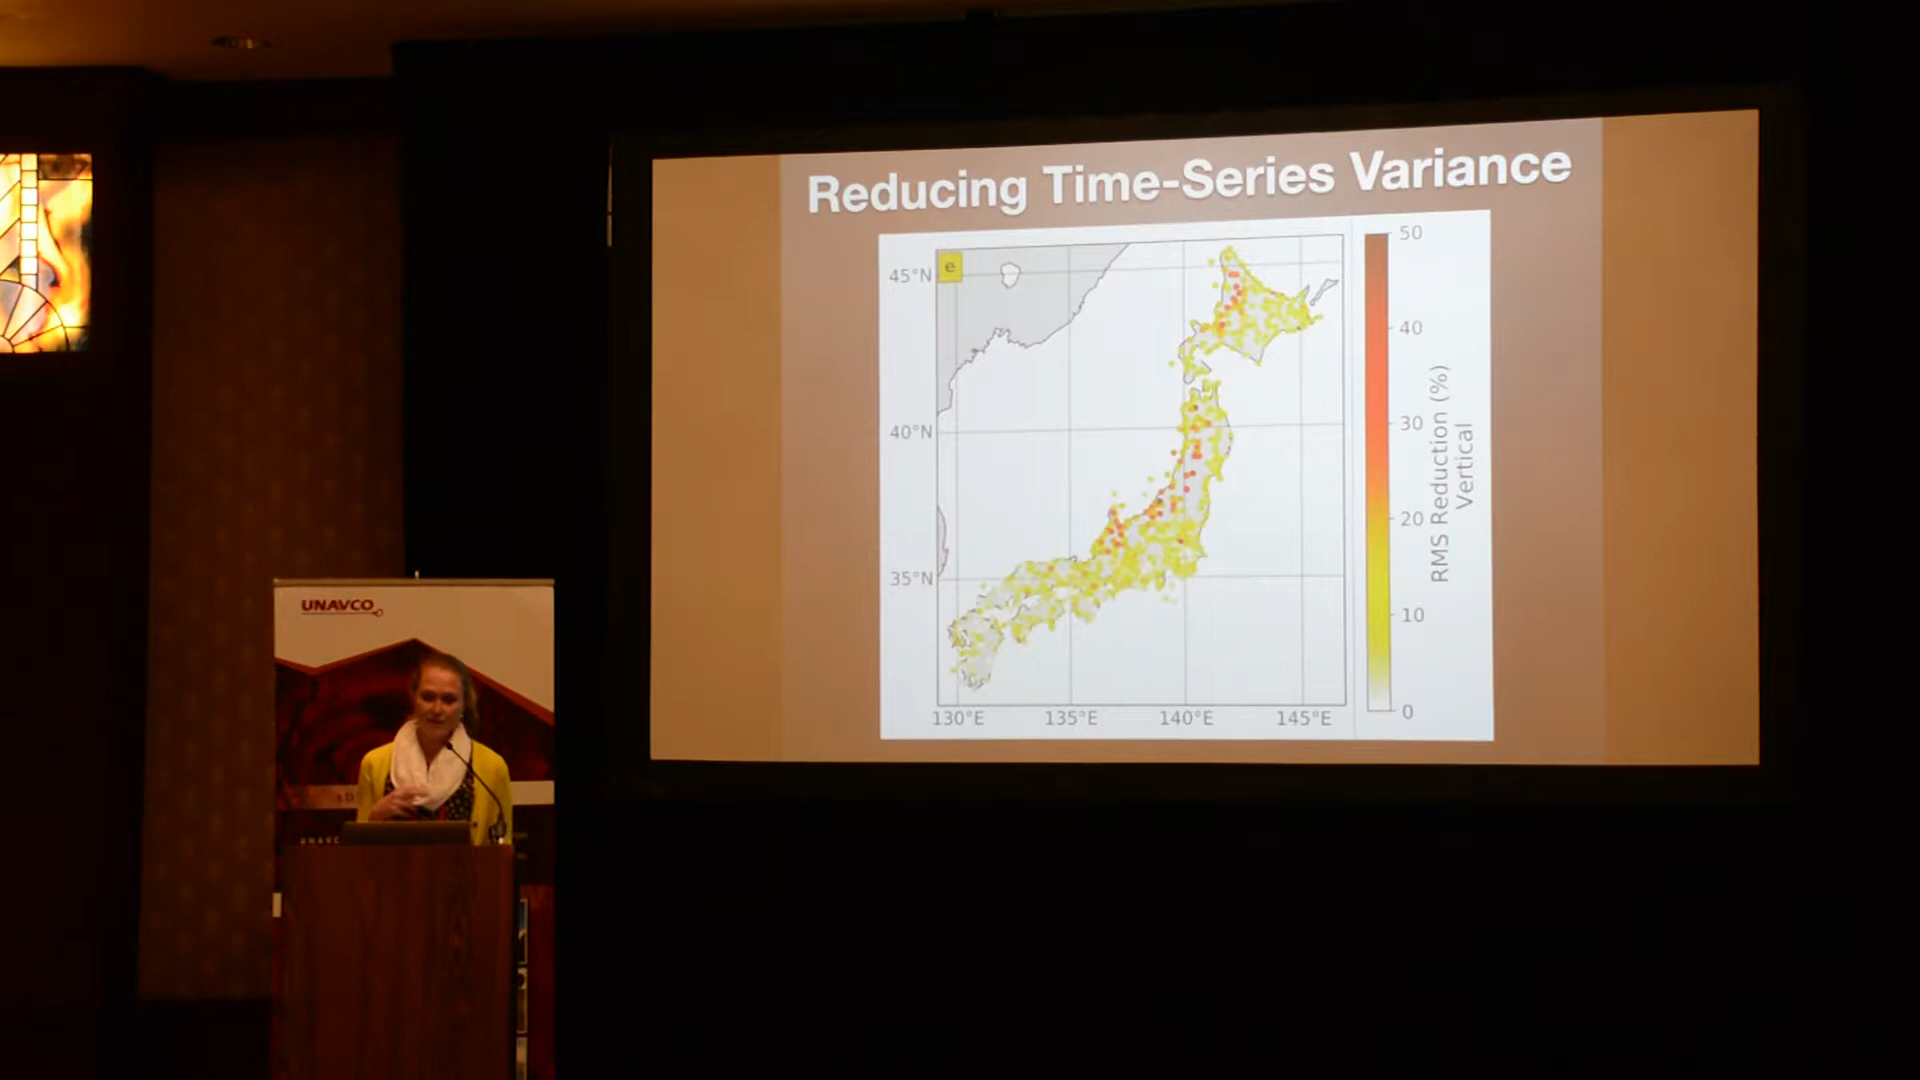 Reducing Time-Series Variance
e
45°N
40°N
35°N
130°E
135°E
140°E
145°E
50
40
30
20
10
0
RMS Reduction (%)
Vertical
UNAVCO
UNAVC